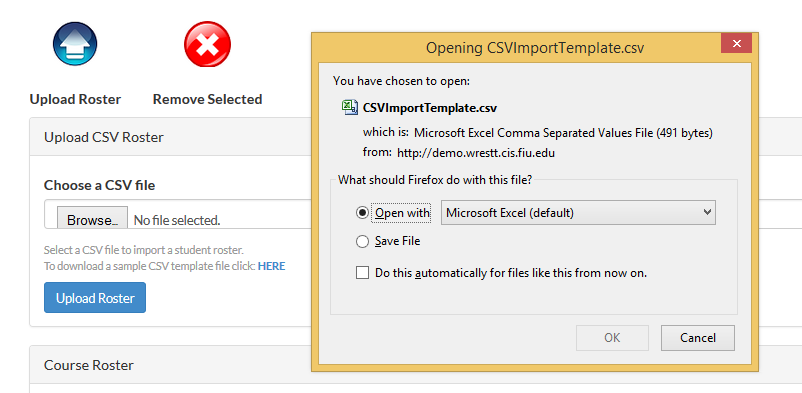 Upload Roster
Remove Selected
Upload CSV Roster
Choose a CSV file
Browse...
No file selected.
Select a CSV file to import a student roster.
To download a sample CSV template file click: HERE
Upload Roster
Course Roster
Opening CSVImportTemplate.csv
You have chosen to open:
CSVImportTemplate.csv
which is: Microsoft Excel Comma Separated Values File (491 bytes)
from: http://demo.wrestt.cis.fiu.edu
What should Firefox do with this file?
Open with
Microsoft Excel (default)
Save File
Do this automatically for files like this from now on.
OK
Cancel